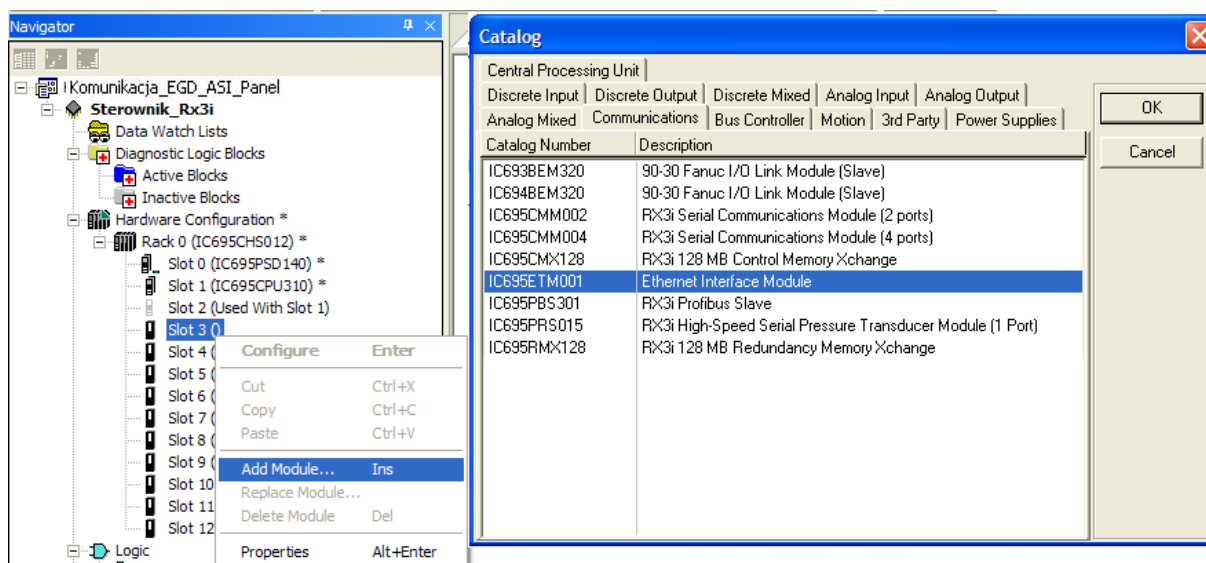 Navigator
Komunikacja_EGD_ASI_Panel
Sterownik_Rx3i
Data Watch Lists
Diagnostic Logic Blocks
Active Blocks
Inactive Blocks
Hardware Configuration *
Rack 0 (IC695CHS012) *
Slot 0 (IC695PSD140) *
Slot 1 (IC695CPU310) *
Slot 2 (Used With Slot 1)
Slot 3 ()
Slot 4 (
Slot 5 (
Slot 6 (
Slot 7 (
Slot 8 (
Slot 9 (
Slot 10
Slot 11
Slot 12
Logic
Configure Enter
Cut Ctrl+X
Copy Ctrl+C
Paste Ctrl+V
Add Module... Ins
Replace Module...
Delete Module Del
Properties Alt+Enter
Catalog
Central Processing Unit
Discrete Input Discrete Output Discrete Mixed Analog Input Analog Output
Analog Mixed Communications Bus Controller Motion 3rd Party Power Supplies
Catalog Number Description
IC693BEM320 90-30 Fanuc I/O Link Module (Slave)
IC694BEM320 90-30 Fanuc I/O Link Module (Slave)
IC695CMM002 RX3i Serial Communications Module (2 ports)
IC695CMM004 RX3i Serial Communications Module (4 ports)
IC695CMX128 RX3i 128 MB Control Memory Xchange
IC695ETM001 Ethernet Interface Module
IC695PBS301 RX3i Profibus Slave
IC695PRS015 RX3i High-Speed Serial Pressure Transducer Module (1 Port)
IC695RMX128 RX3i 128 MB Redundancy Memory Xchange
OK
Cancel